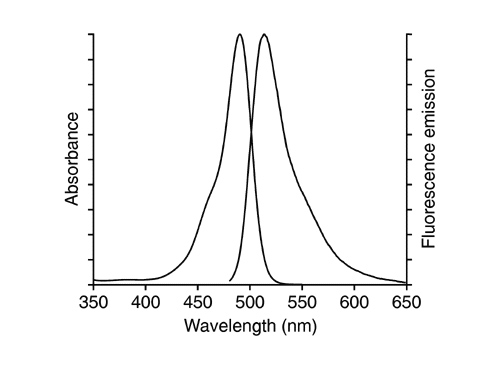 Absorbance
Fluorescence emission
350 400 450 500 550 600 650
Wavelength (nm)